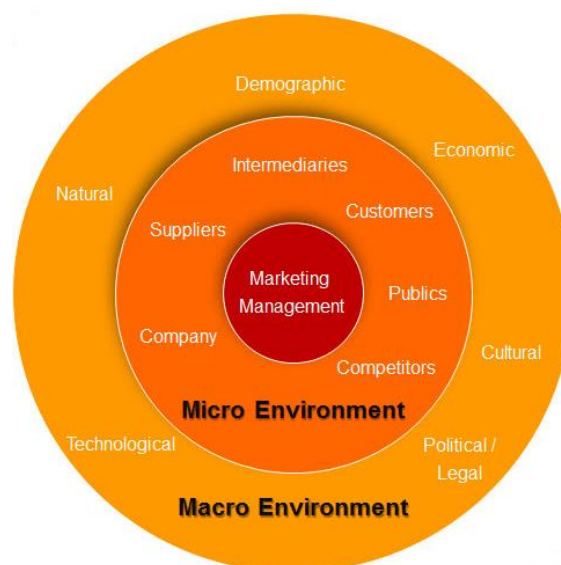 Demographic
Economic
Natural
Intermediaries
Customers
Suppliers
Marketing
Management
Publics
Company
Competitors
Cultural
Micro Environment
Technological
Political /
Legal
Macro Environment